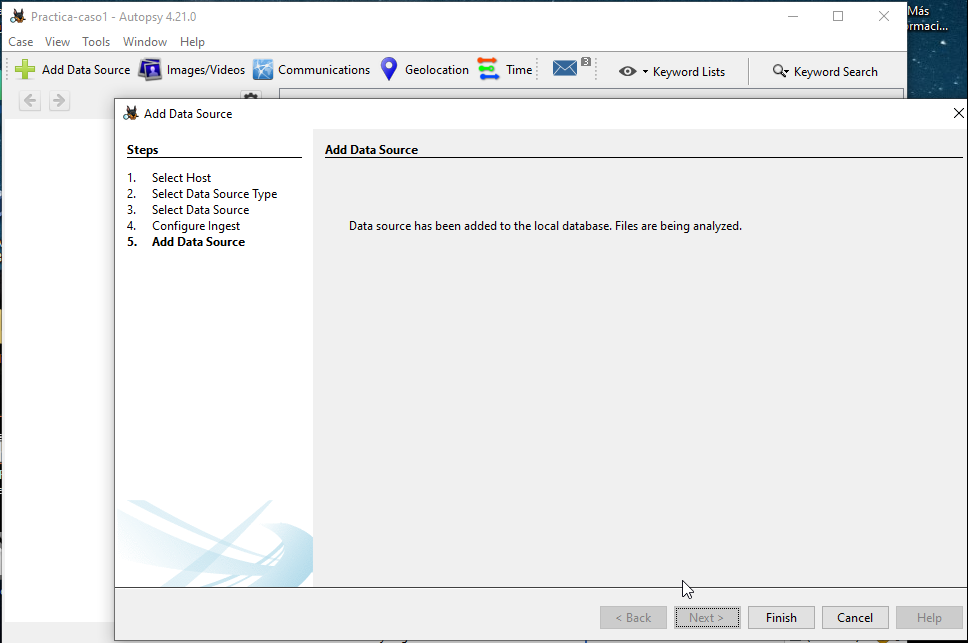 Practica-caso1 - Autopsy 4.21.0
Más
Case View Tools Window Help
Add Data Source Images/Videos Communications Geolocation Time 3 Keyword Lists Keyword Search
Add Data Source
Steps
1. Select Host
2. Select Data Source Type
3. Select Data Source
4. Configure Ingest
5. Add Data Source
Add Data Source
Data source has been added to the local database. Files are being analyzed.
< Back Next > Finish Cancel Help